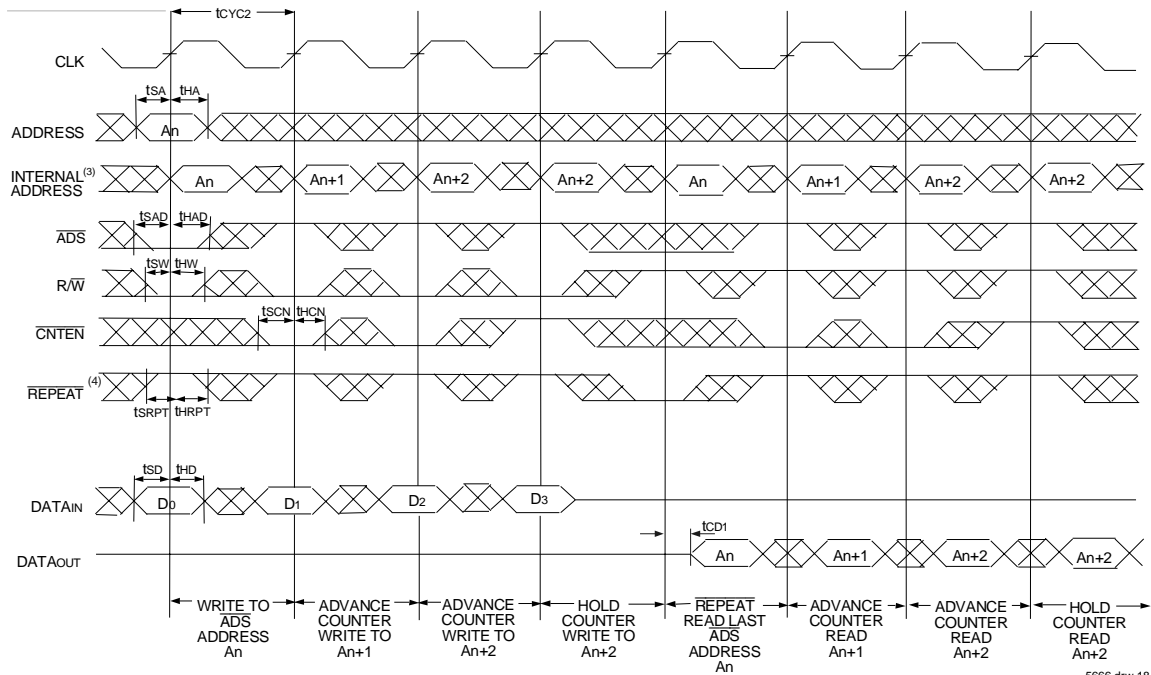 tCYC2
CLK
tSA tHA
ADDRESS An
INTERNAL(3) ADDRESS An An+1 An+2 An+2 An An+1 An+2 An+2
tSAD tHAD
ADS
tSW tHW
R/W
tSCN tHCN
CNTEN
REPEAT (4)
tSRPT tHRPT
tSD tHD
DATAIN D0 D1 D2 D3
tCD1
DATAOUT An An+1 An+2 An+2
WRITE TO
ADS
ADDRESS
An
ADVANCE
COUNTER
WRITE TO
An+1
ADVANCE
COUNTER
WRITE TO
An+2
HOLD
COUNTER
WRITE TO
An+2
REPEAT
READ LAST
ADS
ADDRESS
An
ADVANCE
COUNTER
READ
An+1
ADVANCE
COUNTER
READ
An+2
HOLD
COUNTER
READ
An+2